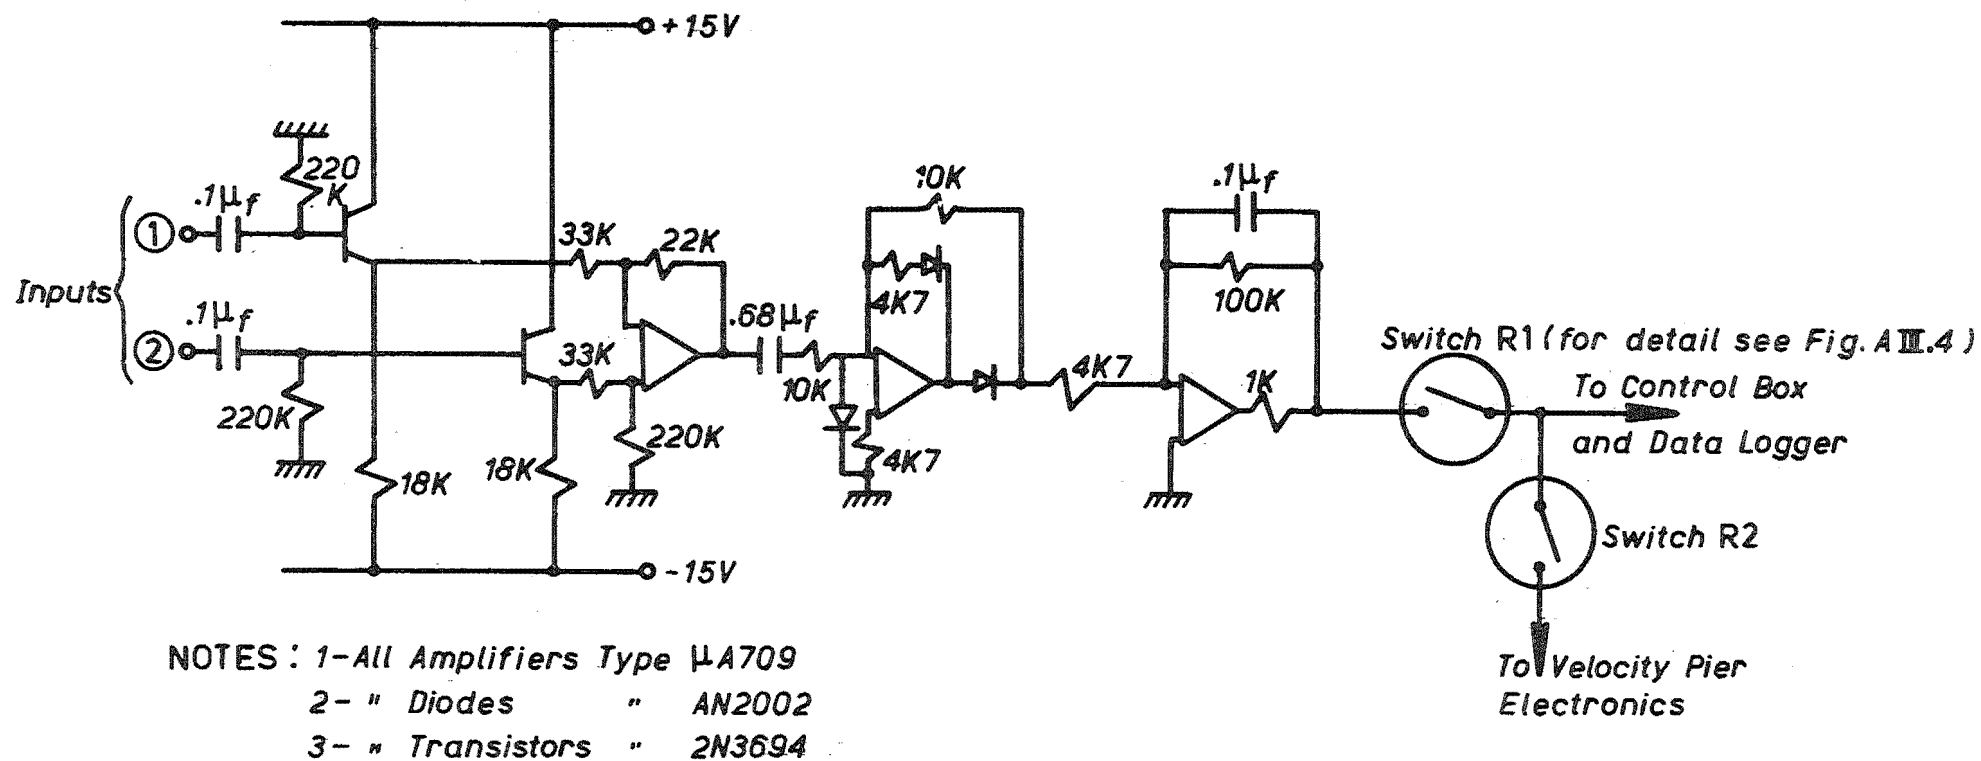 +15V
220
K
.1μf
1
Inputs
.1μf
2
220K
18K
18K
33K
22K
33K
220K
.68μf
10K
10K
4K7
4K7
4K7
.1μf
100K
1K
Switch R1 (for detail see Fig. A III.4)
To Control Box
and Data Logger
Switch R2
To Velocity Pier
Electronics
-15V
NOTES: 1-All Amplifiers Type μA709
2- " Diodes " AN2002
3- " Transistors " 2N3694